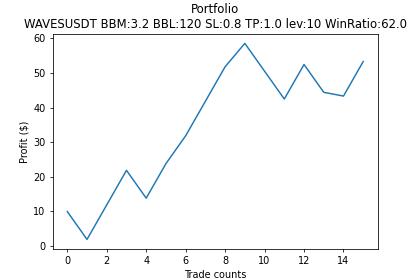 Portfolio
WAVESUSDT BBM:3.2 BBL:120 SL:0.8 TP:1.0 lev:10 WinRatio:62.0
60
50
40
30
20
10
0
Profit ($)
0 2 4 6 8 10 12 14
Trade counts